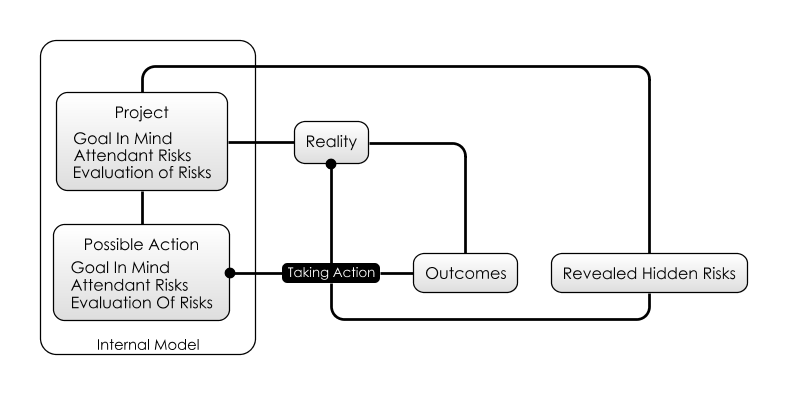 Project
Goal In Mind
Attendant Risks
Evaluation of Risks
Reality
Possible Action
Goal In Mind
Attendant Risks
Evaluation Of Risks
Taking Action
Outcomes
Revealed Hidden Risks
Internal Model